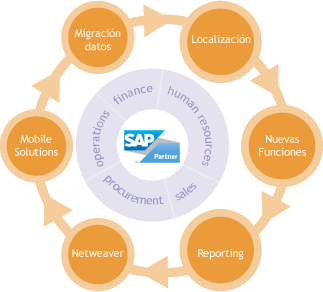 Migración
datos
Localización
Nuevas
Funciones
Reporting
Netweaver
Mobile
Solutions
finance
human resources
sales
procurement
operations
SAP
Partner